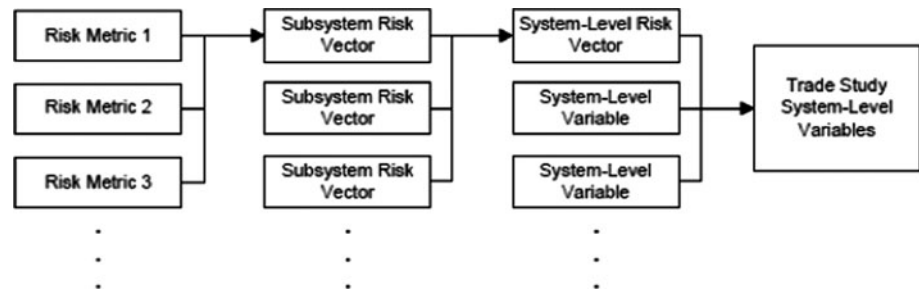 Risk Metric 1
Risk Metric 2
Risk Metric 3
Subsystem Risk
Vector
Subsystem Risk
Vector
Subsystem Risk
Vector
System-Level Risk
Vector
System-Level
Variable
System-Level
Variable
Trade Study
System-Level
Variables